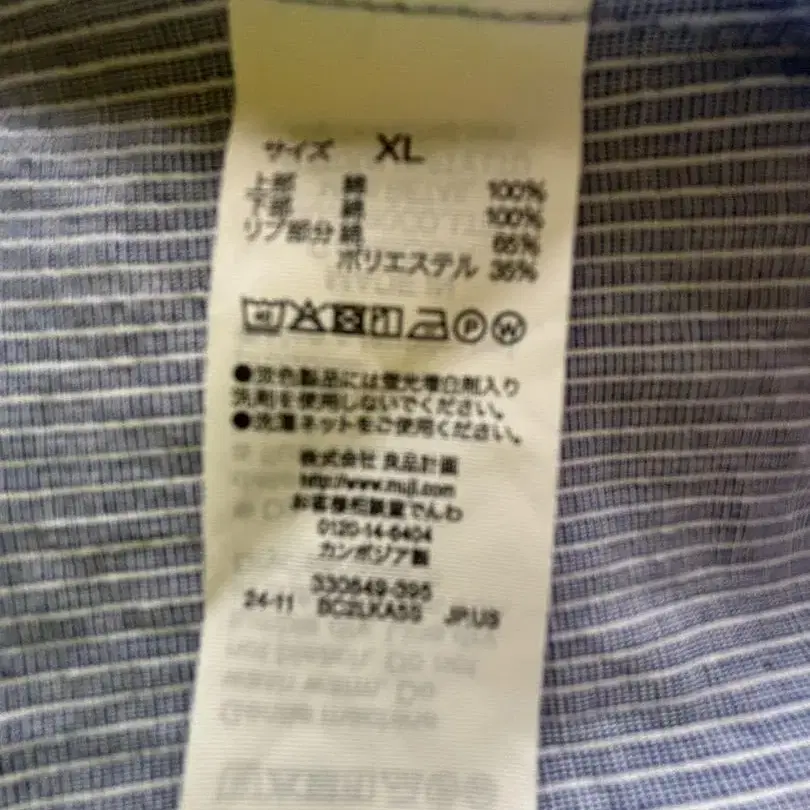 サイズ XL
上部 綿 100%
下部 綿 100%
リブ部分 綿 65%
ポリエステル 35%
P W
●淡色製品には蛍光増白剤入り
洗剤を使用しないでください。
●洗濯ネットをご使用ください。
株式会社 良品計画
http://www.muji.com
お客様相談室でんわ
0120-14-6404
カンボジア製
330649-395
24-11 JP.US